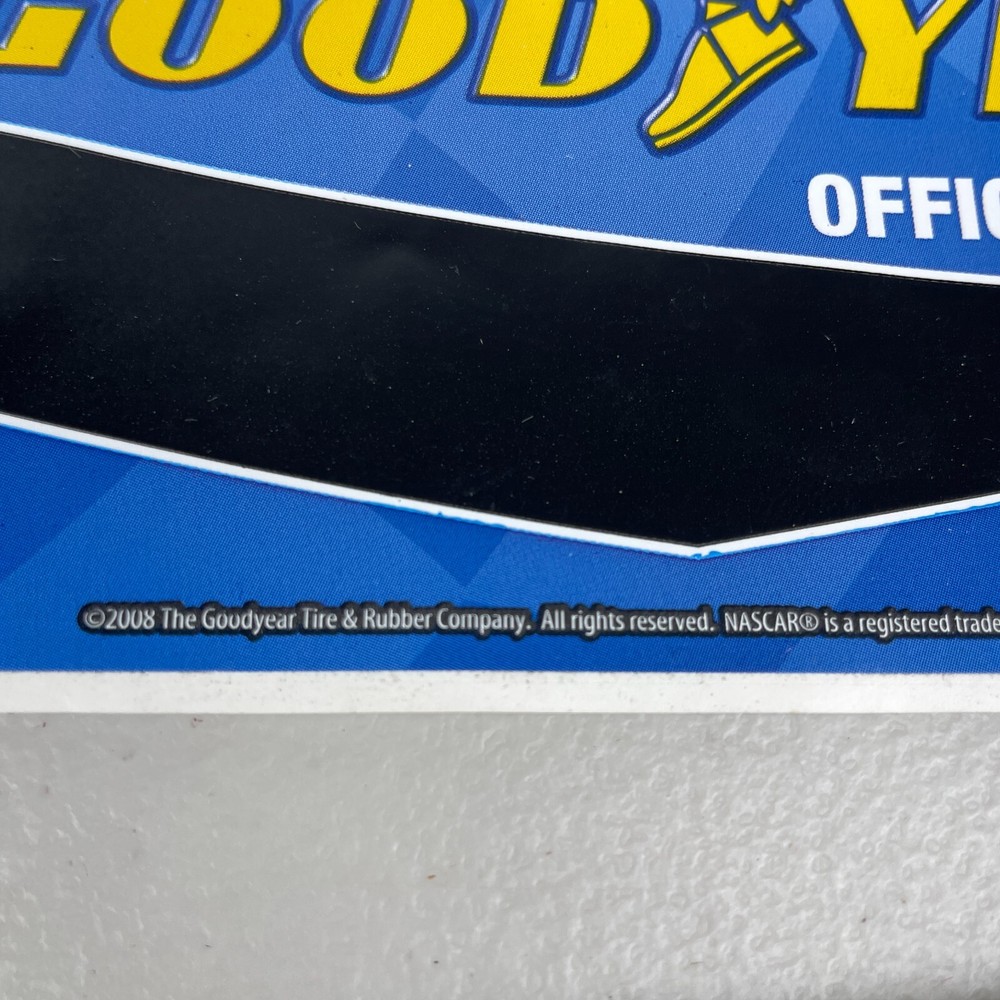 GOODY
OFFIC
©2008 The Goodyear Tire & Rubber Company. All rights reserved. NASCAR® is a registered trade